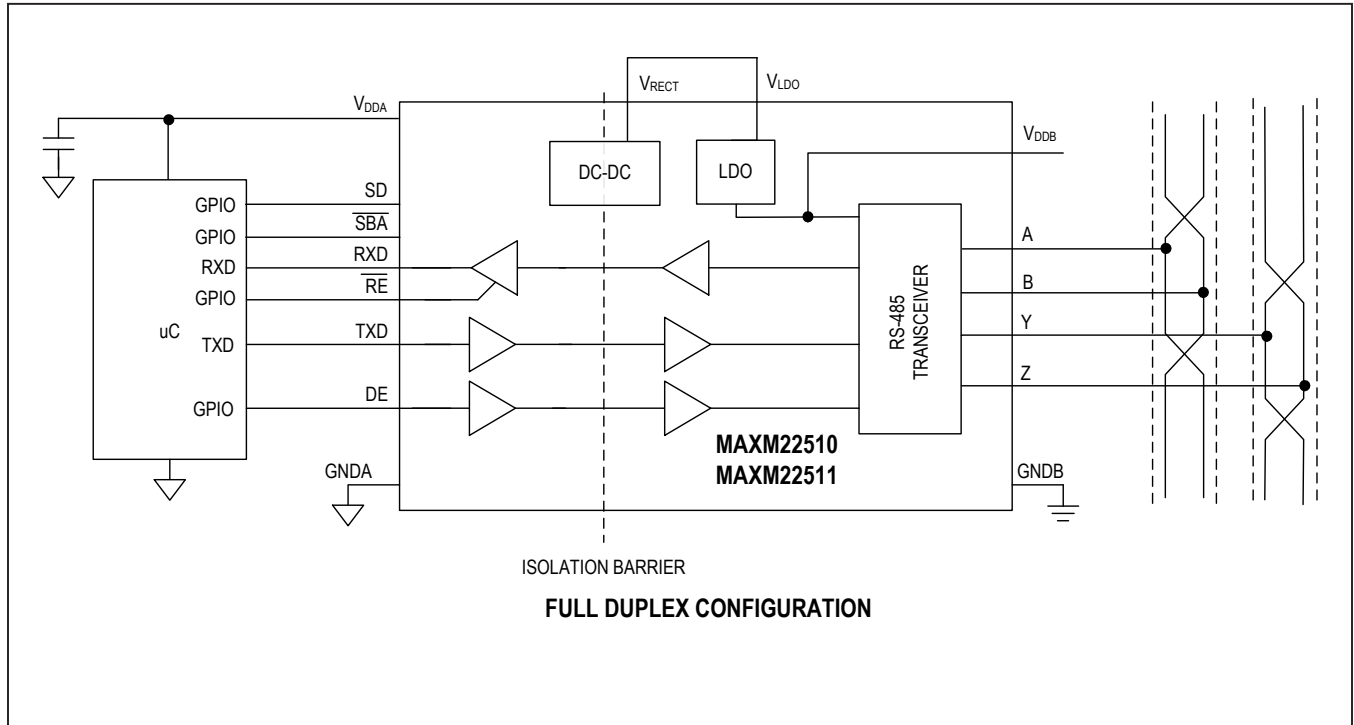 VRECT
VLDO
VDDA
VDDB
DC-DC
LDO
GPIO
SD
GPIO
SBA
RXD
RXD
GPIO
RE
uC
TXD
TXD
GPIO
DE
RS-485
TRANSCEIVER
A
B
Y
Z
MAXM22510
MAXM22511
GNDA
GNDB
ISOLATION BARRIER
FULL DUPLEX CONFIGURATION